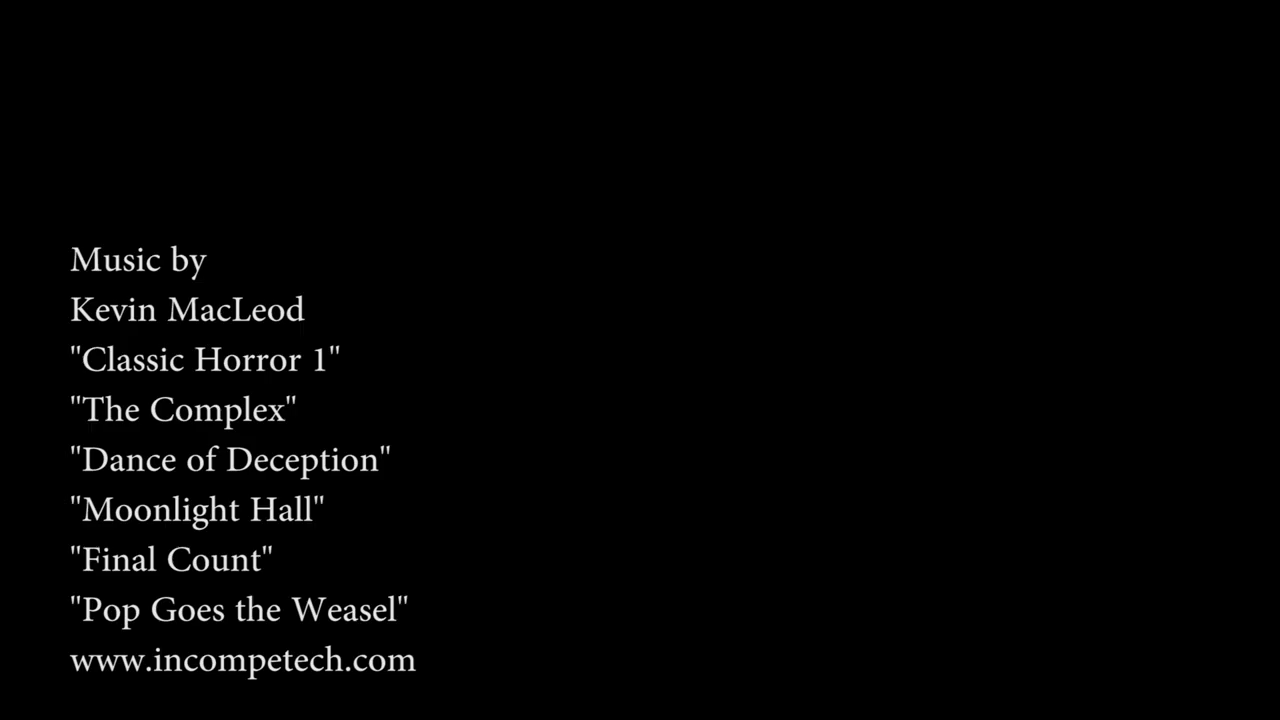 Music by
Kevin MacLeod
"Classic Horror 1"
"The Complex"
"Dance of Deception"
"Moonlight Hall"
"Final Count"
"Pop Goes the Weasel"
www.incompetech.com